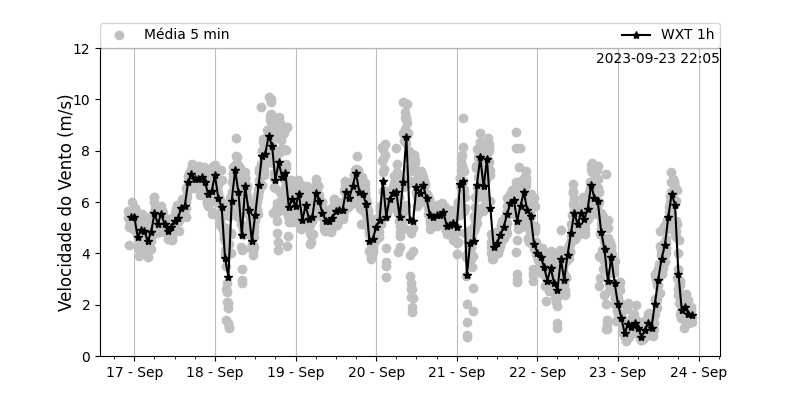 Média 5 min
WXT 1h
2023-09-23 22:05
Velocidade do Vento (m/s)
12
10
8
6
4
2
0
17 - Sep
18 - Sep
19 - Sep
20 - Sep
21 - Sep
22 - Sep
23 - Sep
24 - Sep